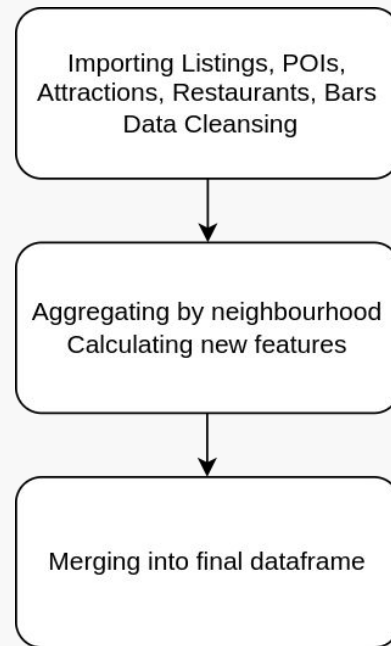 Importing Listings, POIs,
Attractions, Restaurants, Bars
Data Cleansing
Aggregating by neighbourhood
Calculating new features
Merging into final dataframe